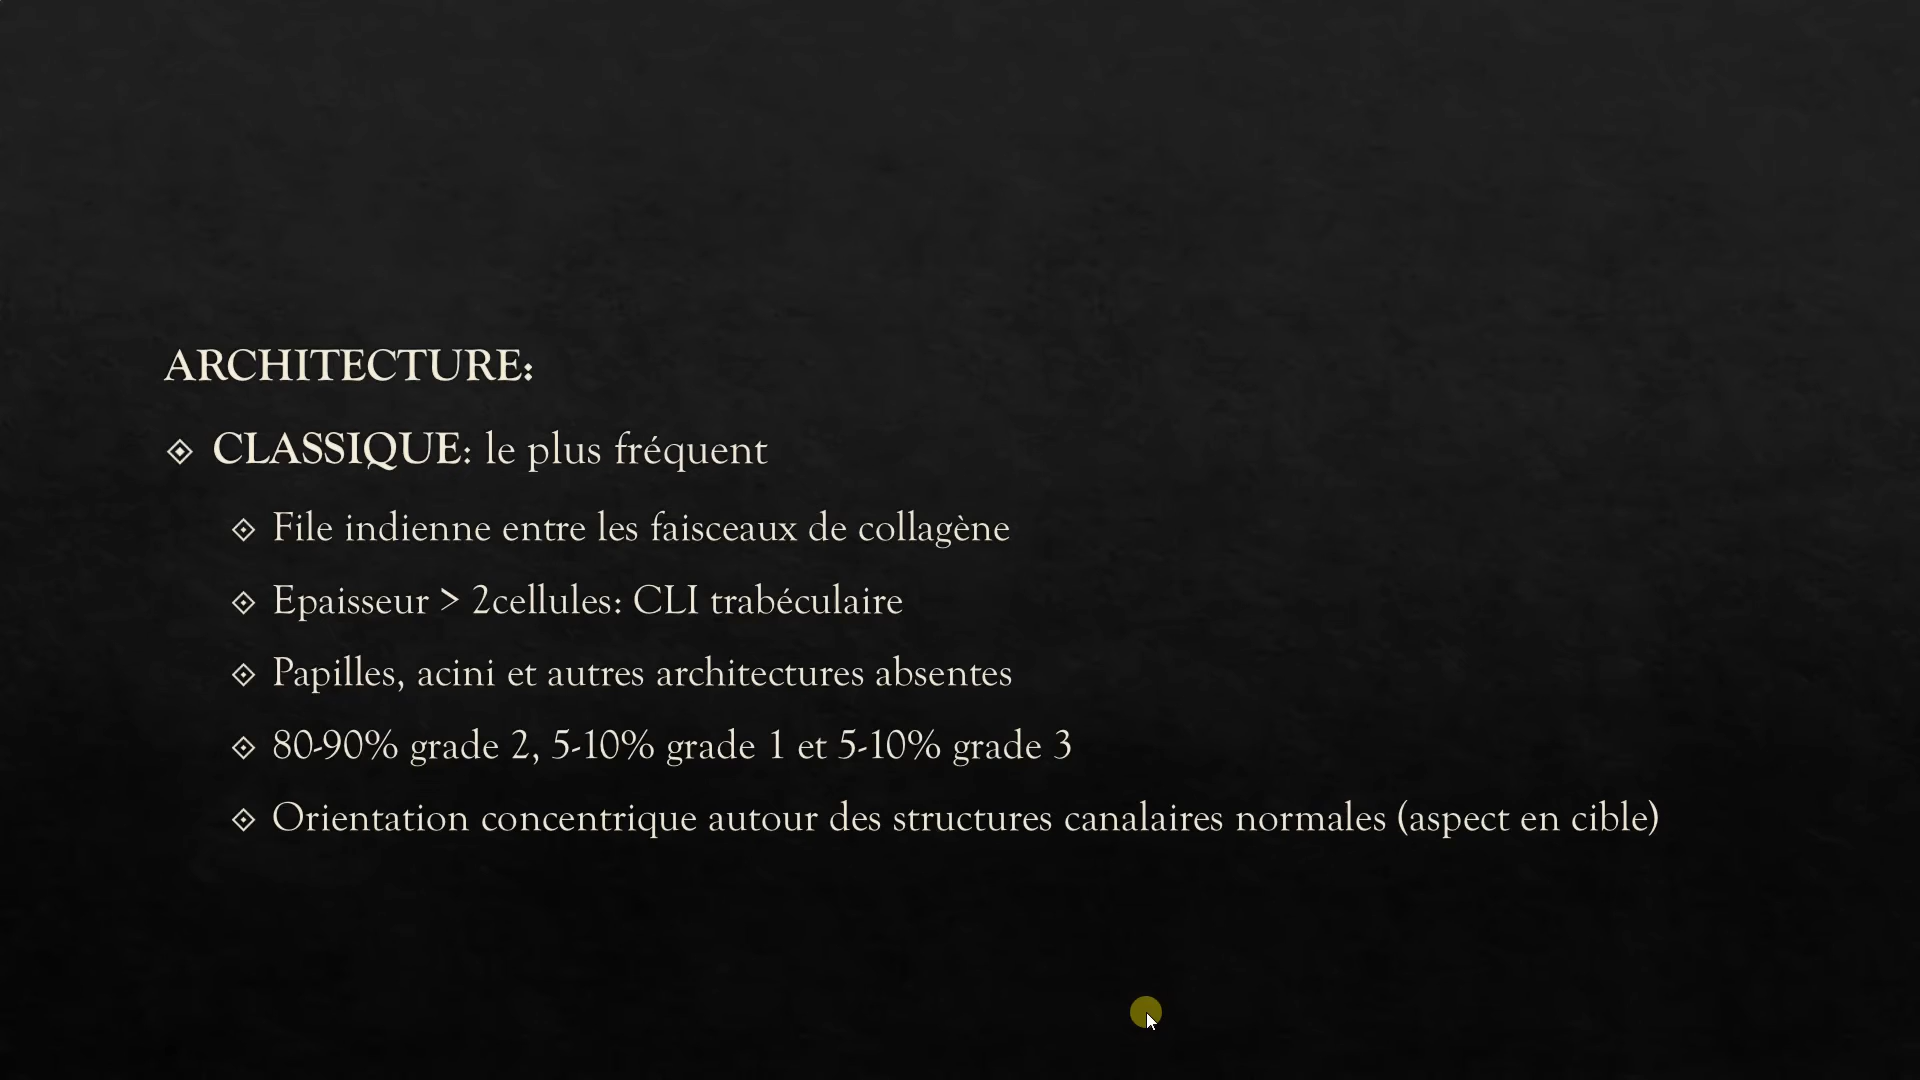 ARCHITECTURE:
CLASSIQUE: le plus fréquent
File indienne entre les faisceaux de collagène
Epaisseur > 2cellules: CLI trabéculaire
Papilles, acini et autres architectures absentes
80-90% grade 2, 5-10% grade 1 et 5-10% grade 3
Orientation concentrique autour des structures canalaires normales (aspect en cible)